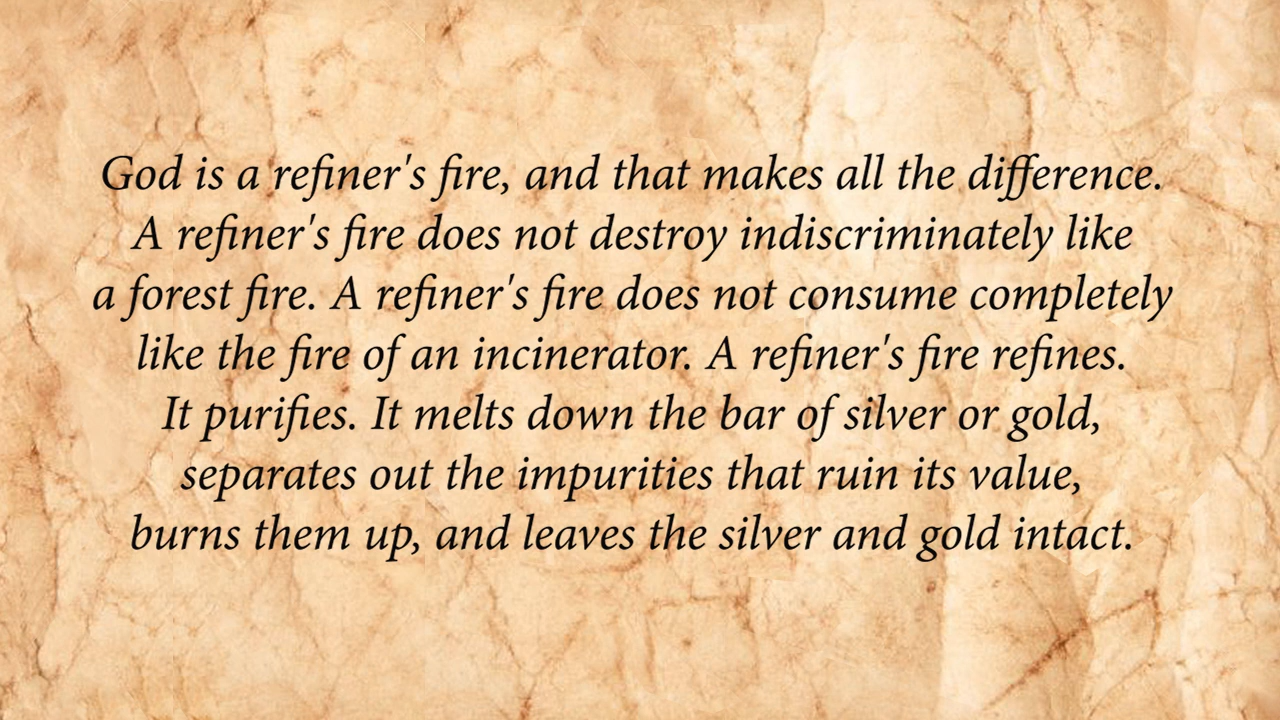 God is a refiner's fire, and that makes all the difference.
A refiner's fire does not destroy indiscriminately like
a forest fire. A refiner's fire does not consume completely
like the fire of an incinerator. A refiner's fire refines.
It purifies. It melts down the bar of silver or gold,
separates out the impurities that ruin its value,
burns them up, and leaves the silver and gold intact.